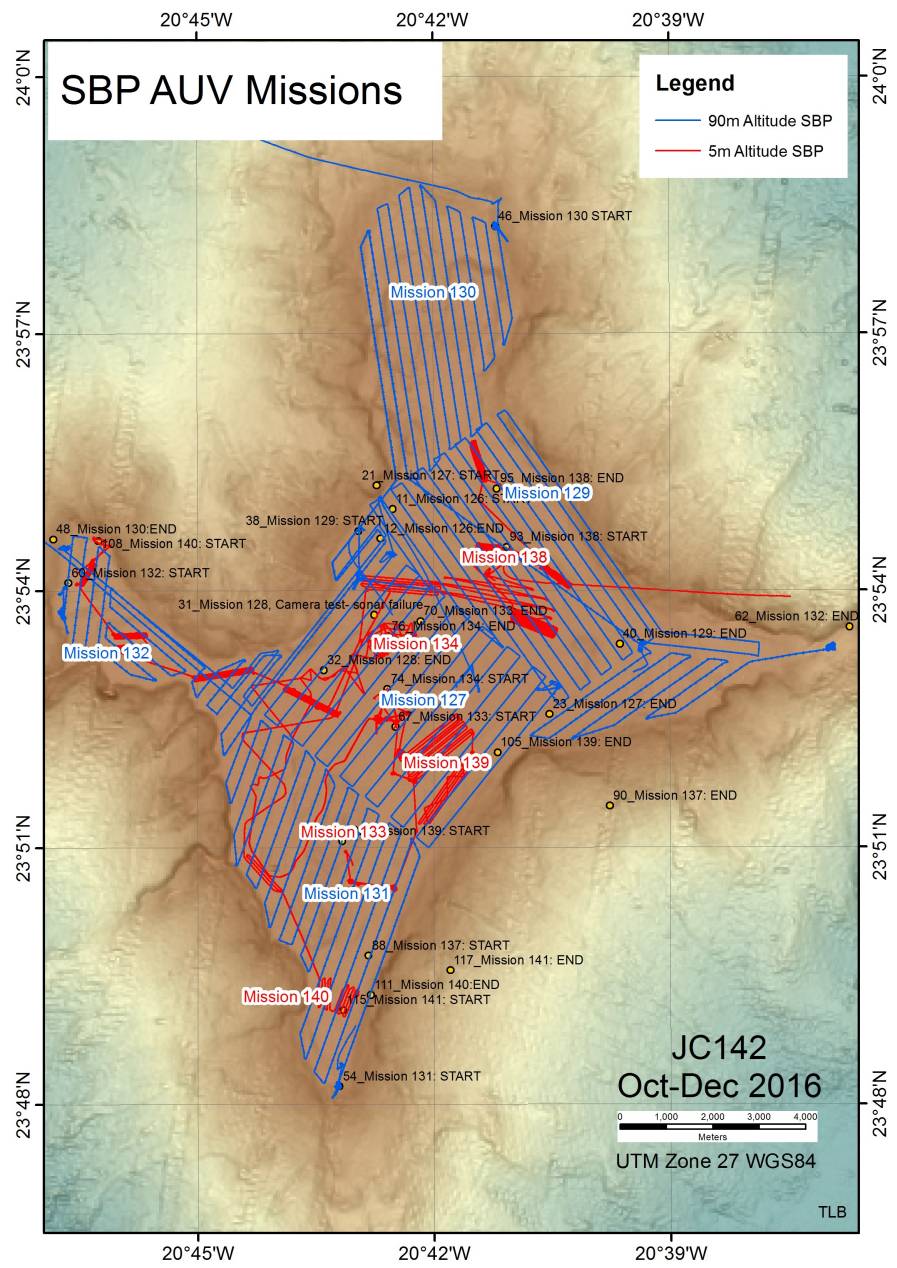 20°45'W
20°42'W
20°39'W
24°0'N
24°0'N
SBP AUV Missions
Legend
90m Altitude SBP
5m Altitude SBP
46_Mission 130 START
Mission 130
23°57'N
23°57'N
21_Mission 127: START
95_Mission 138: END
Mission 129
11_Mission 126: START
38_Mission 129: START
12_Mission 126:END
48_Mission 130:END
108_Mission 140: START
93_Mission 138: START
Mission 138
60_Mission 132: START
23°54'N
23°54'N
31_Mission 128, Camera test- sonar failure
70_Mission 133: END
62_Mission 132: END
76_Mission 134: END
40_Mission 129: END
Mission 134
Mission 132
32_Mission 128: END
74_Mission 134: START
Mission 127
23_Mission 127: END
67_Mission 133: START
105_Mission 139: END
Mission 139
90_Mission 137: END
Mission 133
ssion 139: START
23°51'N
23°51'N
Mission 131
88_Mission 137: START
117_Mission 141: END
111_Mission 140:END
Mission 140
115_Mission 141: START
JC142
Oct-Dec 2016
54_Mission 131: START
23°48'N
23°48'N
0 1,000 2,000 3,000 4,000
Meters
UTM Zone 27 WGS84
TLB
20°45'W
20°42'W
20°39'W